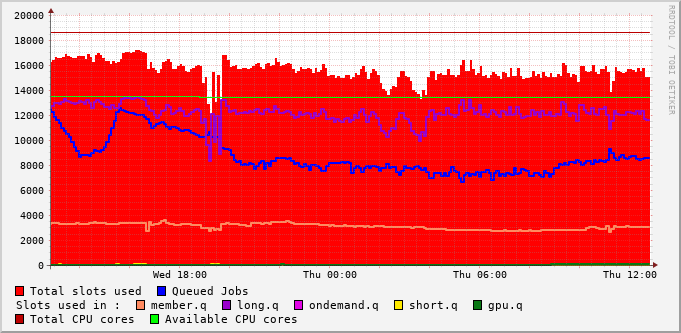 RRDTOOL / TOBI OETIKER
20000
18000
16000
14000
12000
10000
8000
6000
4000
2000
0
Wed 18:00 Thu 00:00 Thu 06:00 Thu 12:00
Total slots used Queued Jobs
Slots used in : member.q long.q ondemand.q short.q gpu.q
Total CPU cores Available CPU cores